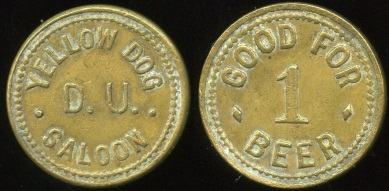 YELLOW DOG
. D. U. .
SALOON
GOOD FOR
1
BEER